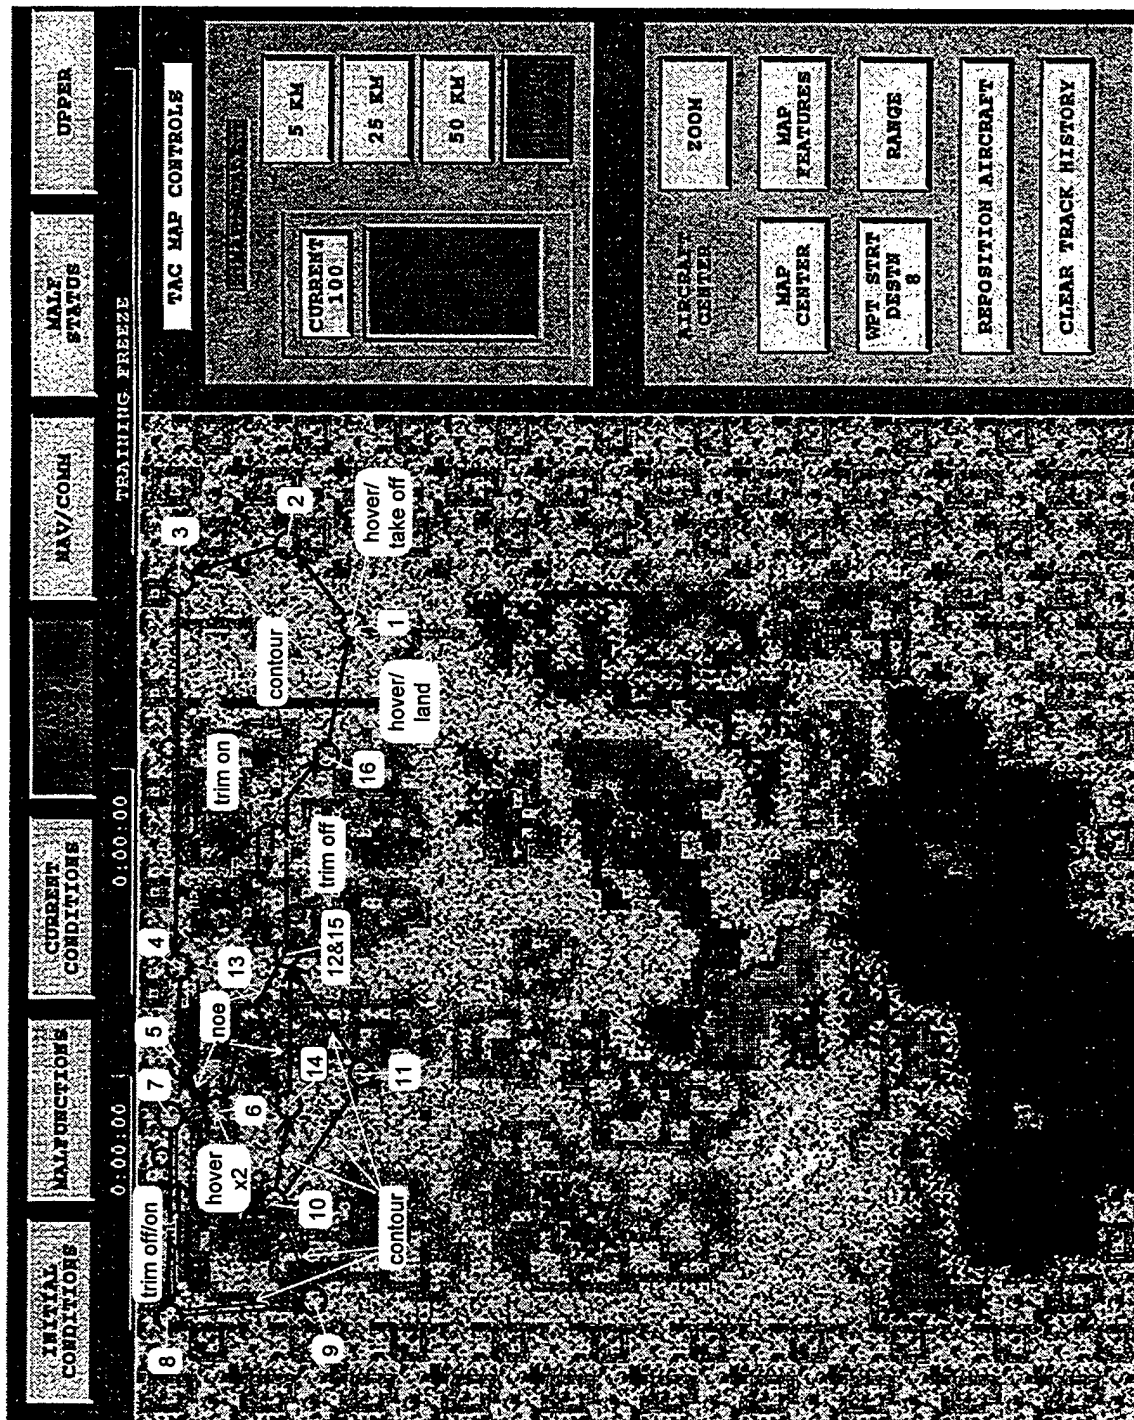 INITIAL
CONDITIONS
MALFUNCTIONS
CURRENT
CONDITIONS
NAV/COMM
MALF
STATUS
UPPER
0:00:00
0:00:00
TRAINING FREEZE
TAC MAP CONTROLS
CURRENT
100
5 KM
25 KM
50 KM
AIRCRAFT
CENTER
ZOOM
MAP
CENTER
MAP
FEATURES
WPT STRT
DESTN
8
RANGE
REPOSITION AIRCRAFT
CLEAR TRACK HISTORY
8
trim off/on
7
5
4
3
hover
x2
6
noe
13
trim on
contour
2
9
10
14
12&15
trim off
16
1
hover/
take off
contour
11
hover/
land